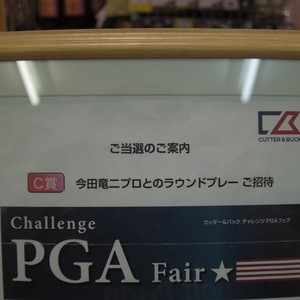 ご当選のご案内
CUTTER & BUCK
C賞 今田竜二プロとのラウンドプレー ご招待
Challenge
カッター&バック チャレンジPGAフェア
PGA Fair★